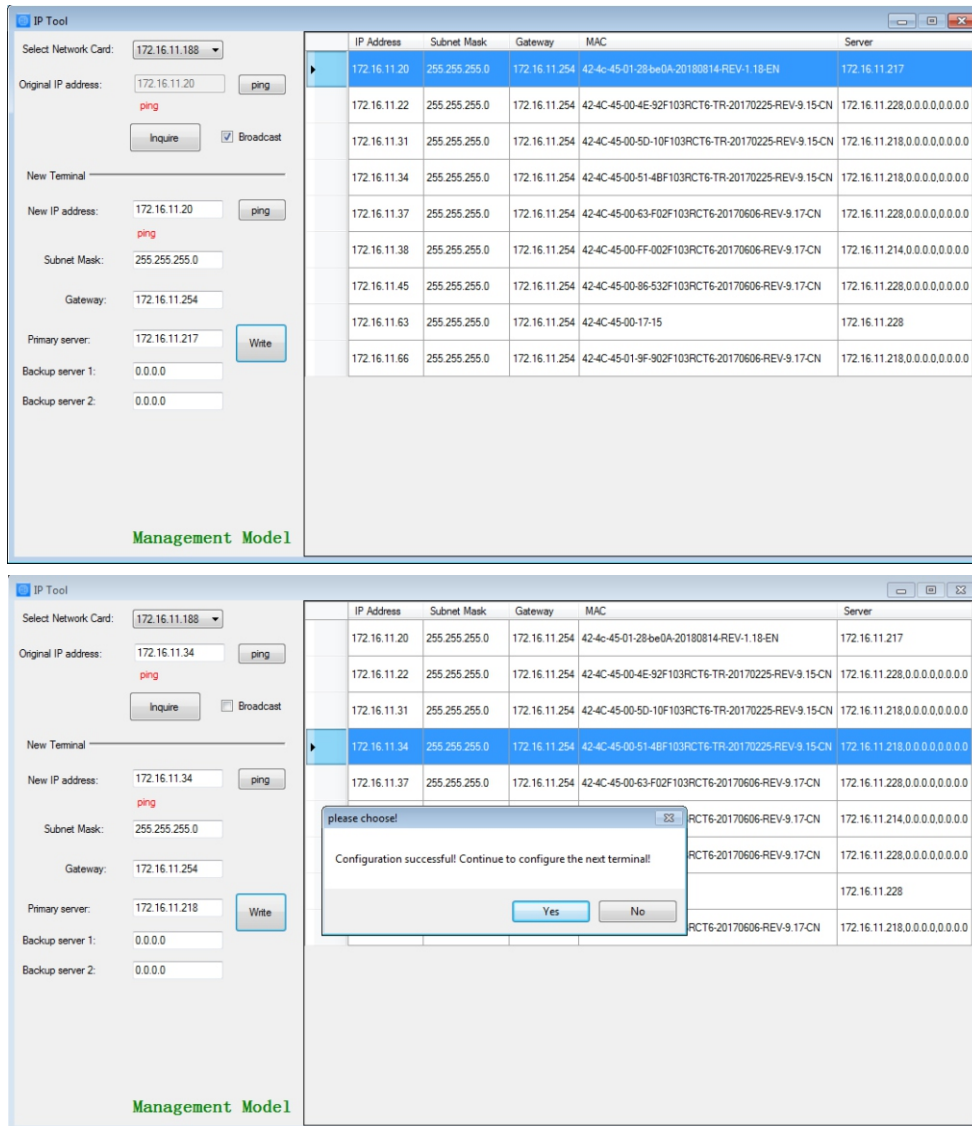 IP Tool
Select Network Card: 172.16.11.188
Original IP address: 172.16.11.20 ping
ping
Inquire Broadcast
New Terminal
New IP address: 172.16.11.20 ping
ping
Subnet Mask: 255.255.255.0
Gateway: 172.16.11.254
Primary server: 172.16.11.217 Write
Backup server 1: 0.0.0.0
Backup server 2: 0.0.0.0
Management Model
IP Address Subnet Mask Gateway MAC Server
172.16.11.20 255.255.255.0 172.16.11.254 42-4c-45-01-28-be0A-20180814-REV-1.18-EN 172.16.11.217
172.16.11.22 255.255.255.0 172.16.11.254 42-4C-45-00-4E-92F103RCT6-TR-20170225-REV-9.15-CN 172.16.11.228,0.0.0.0,0.0.0.0
172.16.11.31 255.255.255.0 172.16.11.254 42-4C-45-00-5D-10F103RCT6-TR-20170225-REV-9.15-CN 172.16.11.218,0.0.0.0,0.0.0.0
172.16.11.34 255.255.255.0 172.16.11.254 42-4C-45-00-51-4BF103RCT6-TR-20170225-REV-9.15-CN 172.16.11.218,0.0.0.0,0.0.0.0
172.16.11.37 255.255.255.0 172.16.11.254 42-4C-45-00-63-F02F103RCT6-20170606-REV-9.17-CN 172.16.11.228,0.0.0.0,0.0.0.0
172.16.11.38 255.255.255.0 172.16.11.254 42-4C-45-00-FF-002F103RCT6-20170606-REV-9.17-CN 172.16.11.214,0.0.0.0,0.0.0.0
172.16.11.45 255.255.255.0 172.16.11.254 42-4C-45-00-86-532F103RCT6-20170606-REV-9.17-CN 172.16.11.228,0.0.0.0,0.0.0.0
172.16.11.63 255.255.255.0 172.16.11.254 42-4C-45-00-17-15 172.16.11.228
172.16.11.66 255.255.255.0 172.16.11.254 42-4C-45-01-9F-902F103RCT6-20170606-REV-9.17-CN 172.16.11.218,0.0.0.0,0.0.0.0
IP Tool
Select Network Card: 172.16.11.188
Original IP address: 172.16.11.34 ping
ping
Inquire Broadcast
New Terminal
New IP address: 172.16.11.34 ping
ping
Subnet Mask: 255.255.255.0
Gateway: 172.16.11.254
Primary server: 172.16.11.218 Write
Backup server 1: 0.0.0.0
Backup server 2: 0.0.0.0
Management Model
IP Address Subnet Mask Gateway MAC Server
172.16.11.20 255.255.255.0 172.16.11.254 42-4c-45-01-28-be0A-20180814-REV-1.18-EN 172.16.11.217
172.16.11.22 255.255.255.0 172.16.11.254 42-4C-45-00-4E-92F103RCT6-TR-20170225-REV-9.15-CN 172.16.11.228,0.0.0.0,0.0.0.0
172.16.11.31 255.255.255.0 172.16.11.254 42-4C-45-00-5D-10F103RCT6-TR-20170225-REV-9.15-CN 172.16.11.218,0.0.0.0,0.0.0.0
172.16.11.34 255.255.255.0 172.16.11.254 42-4C-45-00-51-4BF103RCT6-TR-20170225-REV-9.15-CN 172.16.11.218,0.0.0.0,0.0.0.0
172.16.11.37 255.255.255.0 172.16.11.254 42-4C-45-00-63-F02F103RCT6-20170606-REV-9.17-CN 172.16.11.228,0.0.0.0,0.0.0.0
RCT6-20170606-REV-9.17-CN 172.16.11.214,0.0.0.0,0.0.0.0
RCT6-20170606-REV-9.17-CN 172.16.11.228,0.0.0.0,0.0.0.0
172.16.11.228
RCT6-20170606-REV-9.17-CN 172.16.11.218,0.0.0.0,0.0.0.0
please choose!
Configuration successful! Continue to configure the next terminal!
Yes No